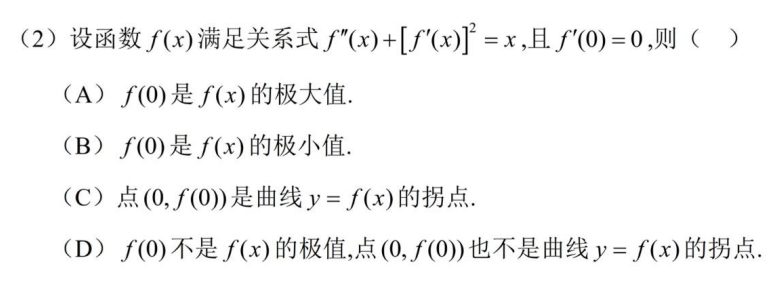 （2）设函数 f(x)满足关系式 f″(x)+[f′(x)]²=x,且 f′(0)=0,则（ ）
（A） f(0)是 f(x)的极大值.
（B） f(0)是 f(x)的极小值.
（C）点(0, f(0))是曲线 y= f(x)的拐点.
（D） f(0)不是 f(x)的极值,点(0, f(0))也不是曲线 y= f(x)的拐点.